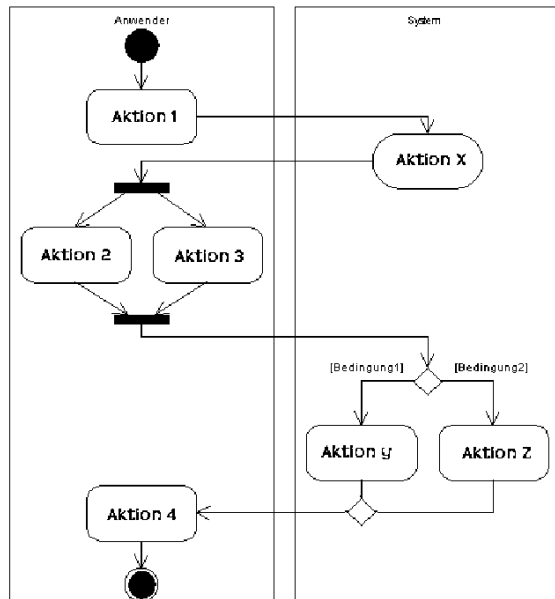 Anwender
System
Aktion 1
Aktion X
Aktion 2
Aktion 3
[Bedingung1]
[Bedingung2]
Aktion y
Aktion Z
Aktion 4